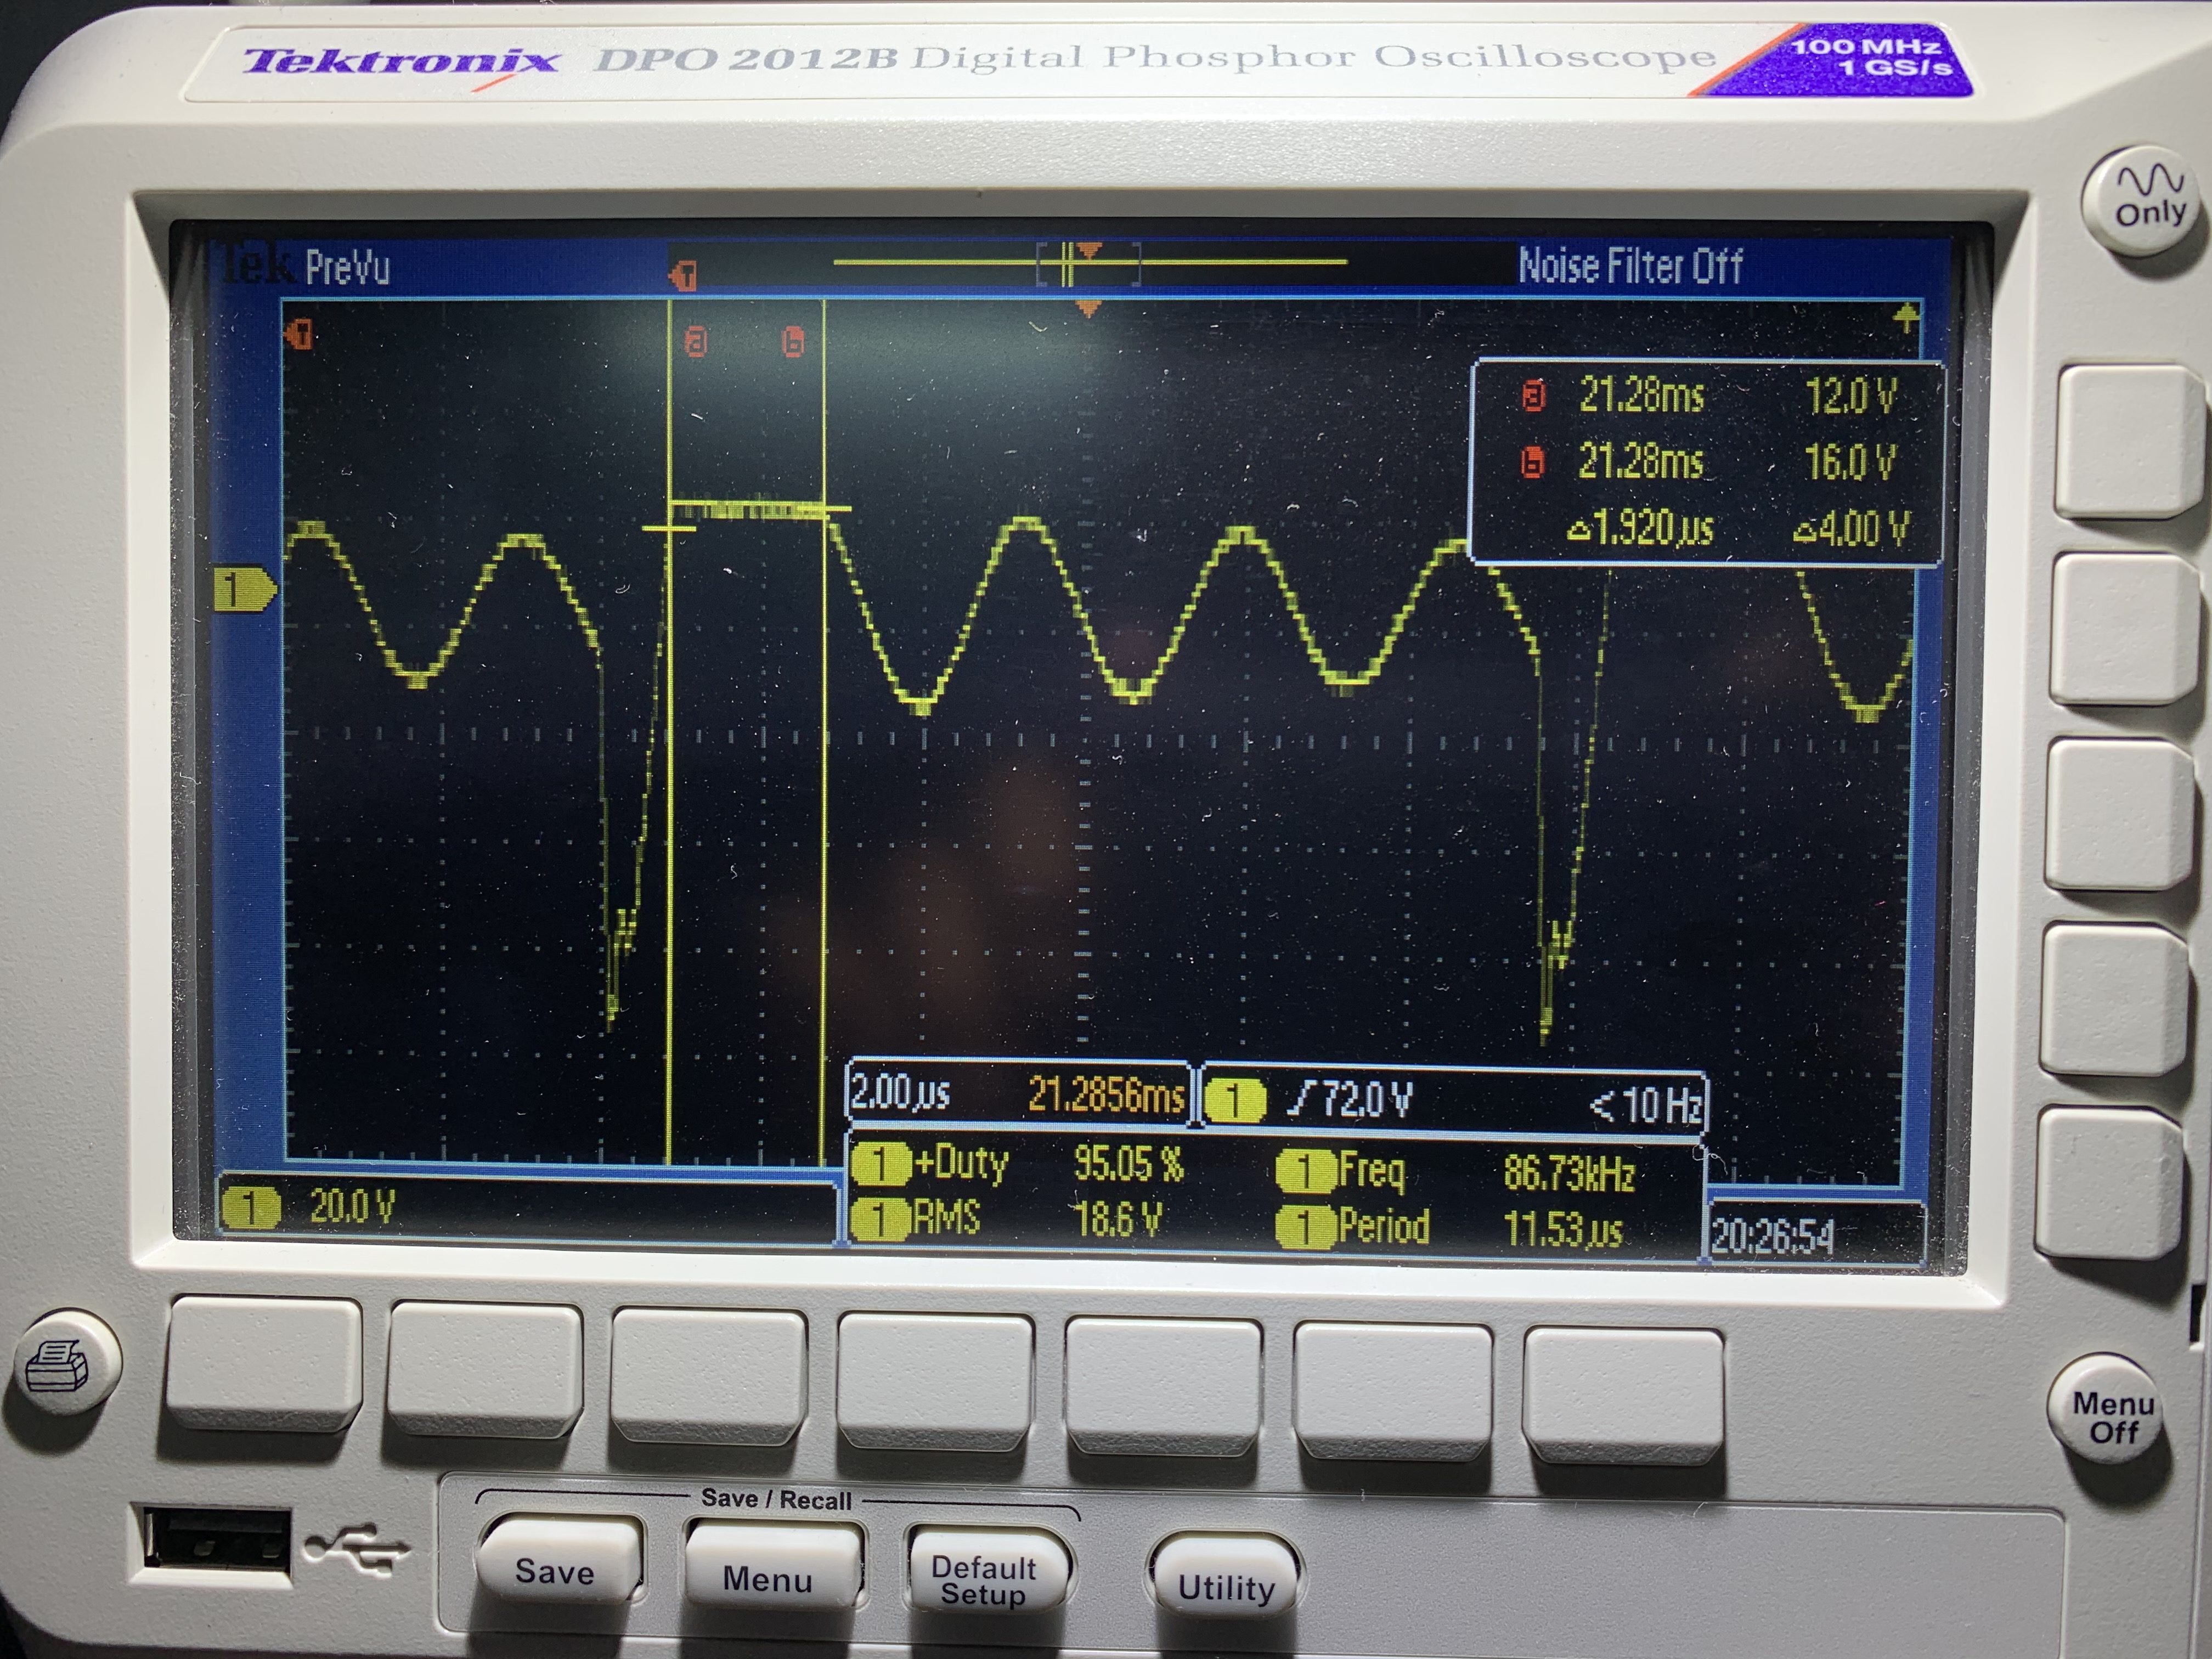 Tektronix DPO 2012B Digital Phosphor Oscilloscope
100 MHz
1 GS/s
Only
Tek PreVu
Noise Filter Off
T
T
a b
a 21.28ms 12.0 V
b 21.28ms 16.0 V
△1.920µs △4.00 V
1
2.00µs 21.2856ms
1 72.0 V <10 Hz
1 +Duty 95.05 % 1 Freq 86.73kHz
1 RMS 18.6 V 1 Period 11.53µs
1 20.0 V
20:26:54
Menu
Off
Save / Recall
Save
Menu
Default
Setup
Utility